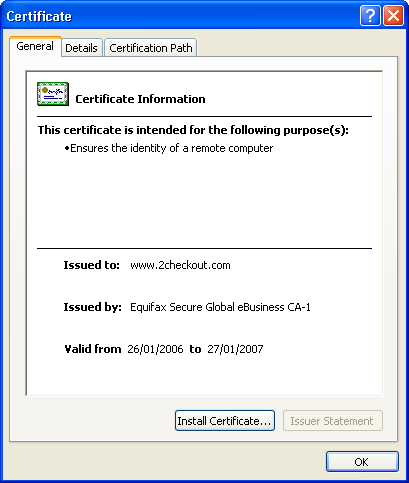 Certificate
General Details Certification Path
Certificate Information
This certificate is intended for the following purpose(s):
•Ensures the identity of a remote computer
Issued to: www.2checkout.com
Issued by: Equifax Secure Global eBusiness CA-1
Valid from 26/01/2006 to 27/01/2007
Install Certificate... Issuer Statement
OK